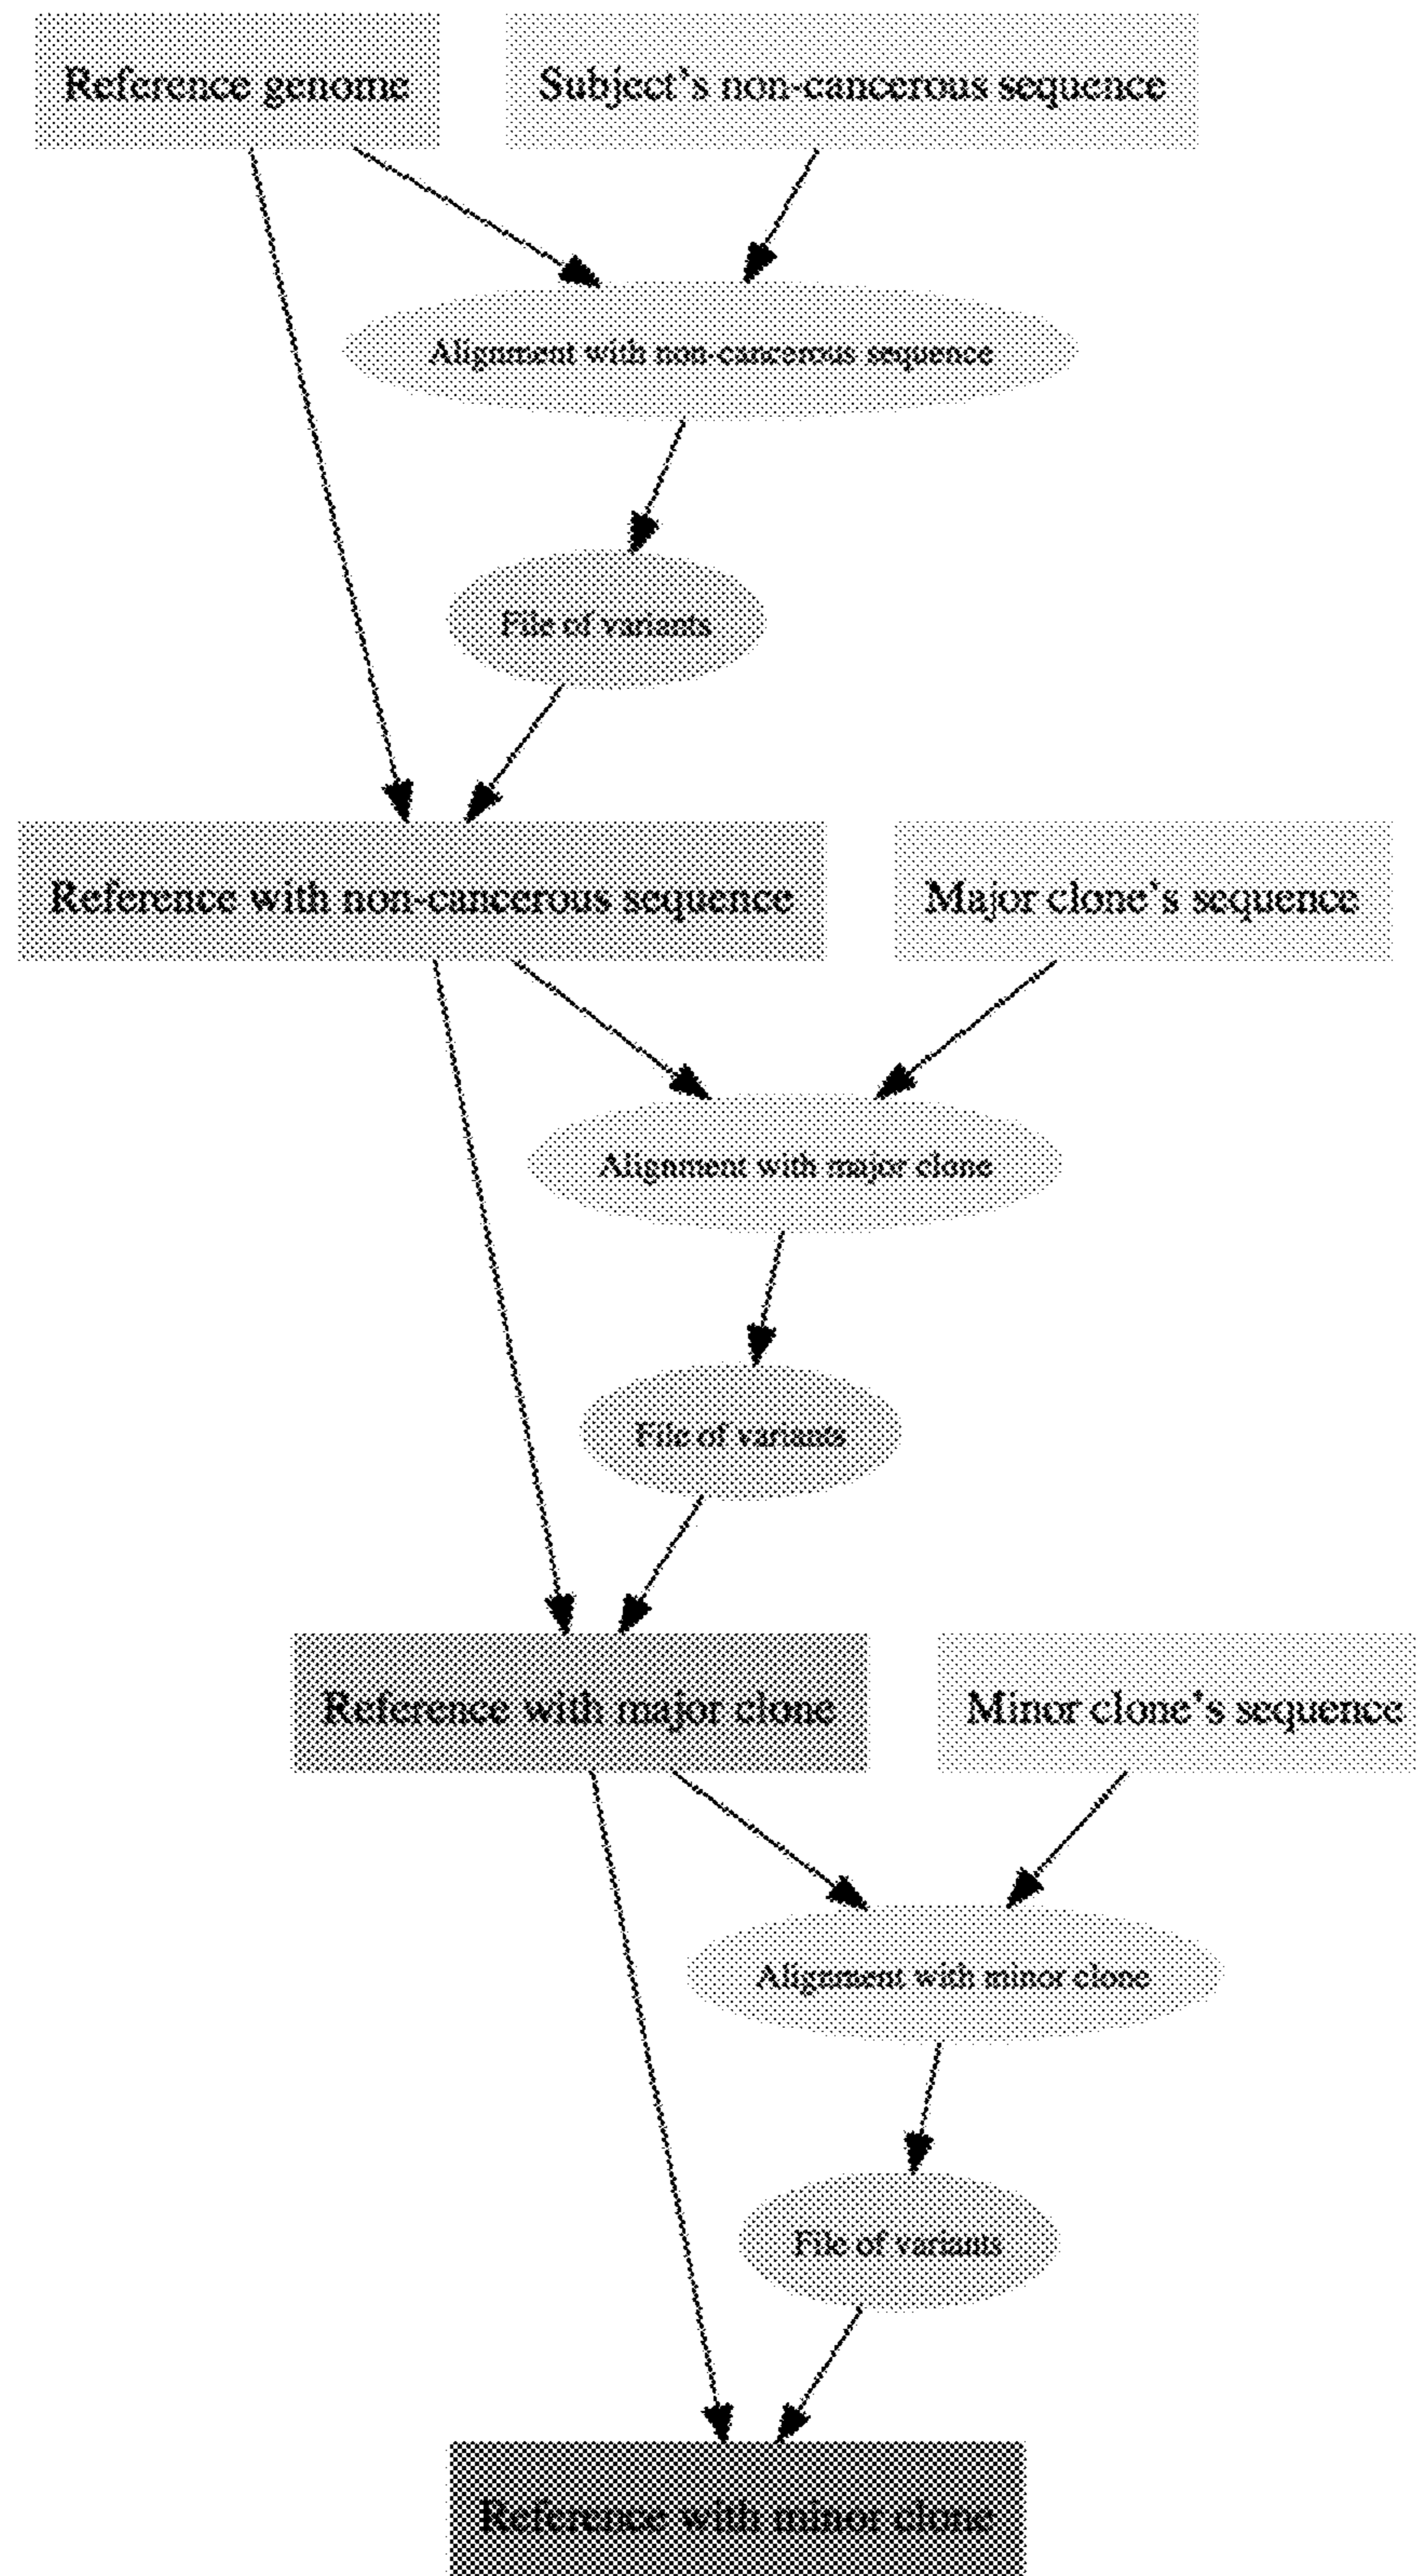 Reference genome
Subject's non-cancerous sequence
Alignment with non-cancerous sequence
File of variants
Reference with non-cancerous sequence
Major clone's sequence
Alignment with major clone
File of variants
Reference with major clone
Minor clone's sequence
Alignment with minor clone
File of variants
Reference with minor clone